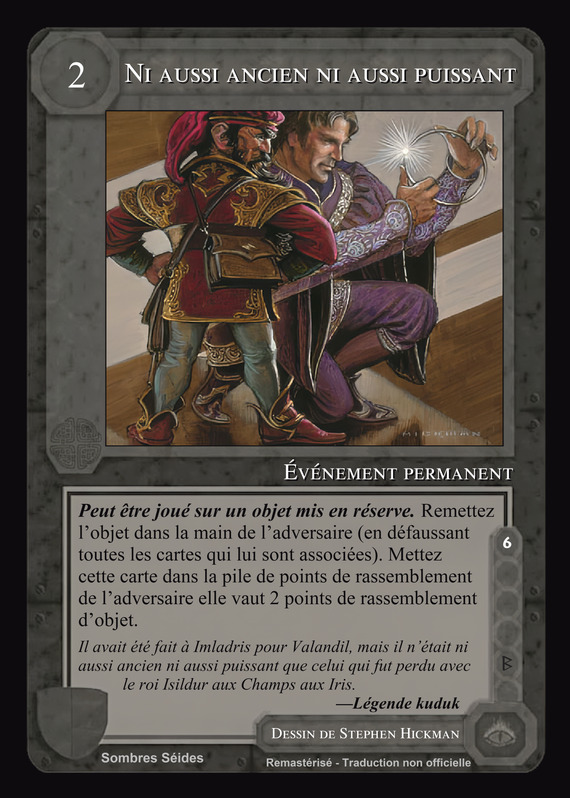 2
NI AUSSI ANCIEN NI AUSSI PUISSANT
HICKMAN
ÉVÉNEMENT PERMANENT
Peut être joué sur un objet mis en réserve. Remettez
l'objet dans la main de l'adversaire (en défaussant
toutes les cartes qui lui sont associées). Mettez
cette carte dans la pile de points de rassemblement
de l'adversaire elle vaut 2 points de rassemblement
d'objet.
6
Il avait été fait à Imladris pour Valandil, mais il n'était ni
aussi ancien ni aussi puissant que celui qui fut perdu avec
le roi Isildur aux Champs aux Iris.
—Légende kuduk
DESSIN DE STEPHEN HICKMAN
Sombres Séides
Remastérisé - Traduction non officielle